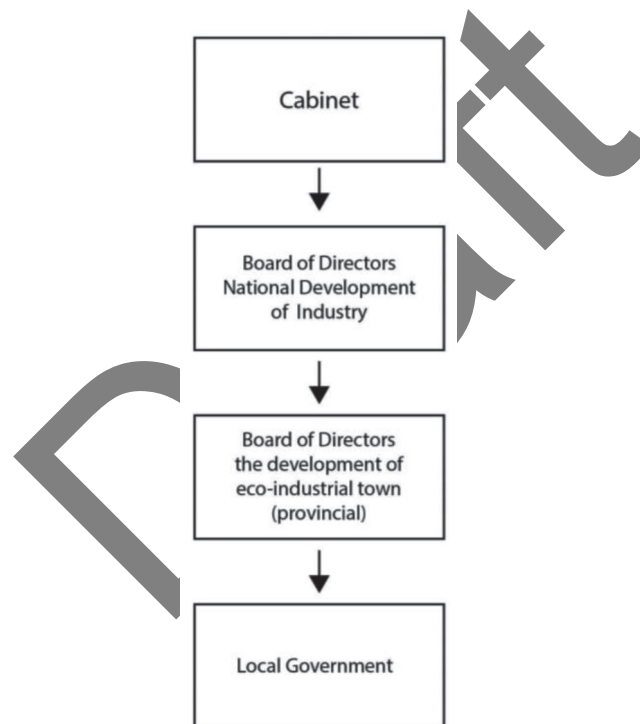 Cabinet
Board of Directors
National Development
of Industry
Board of Directors
the development of
eco-industrial town
(provincial)
Local Government